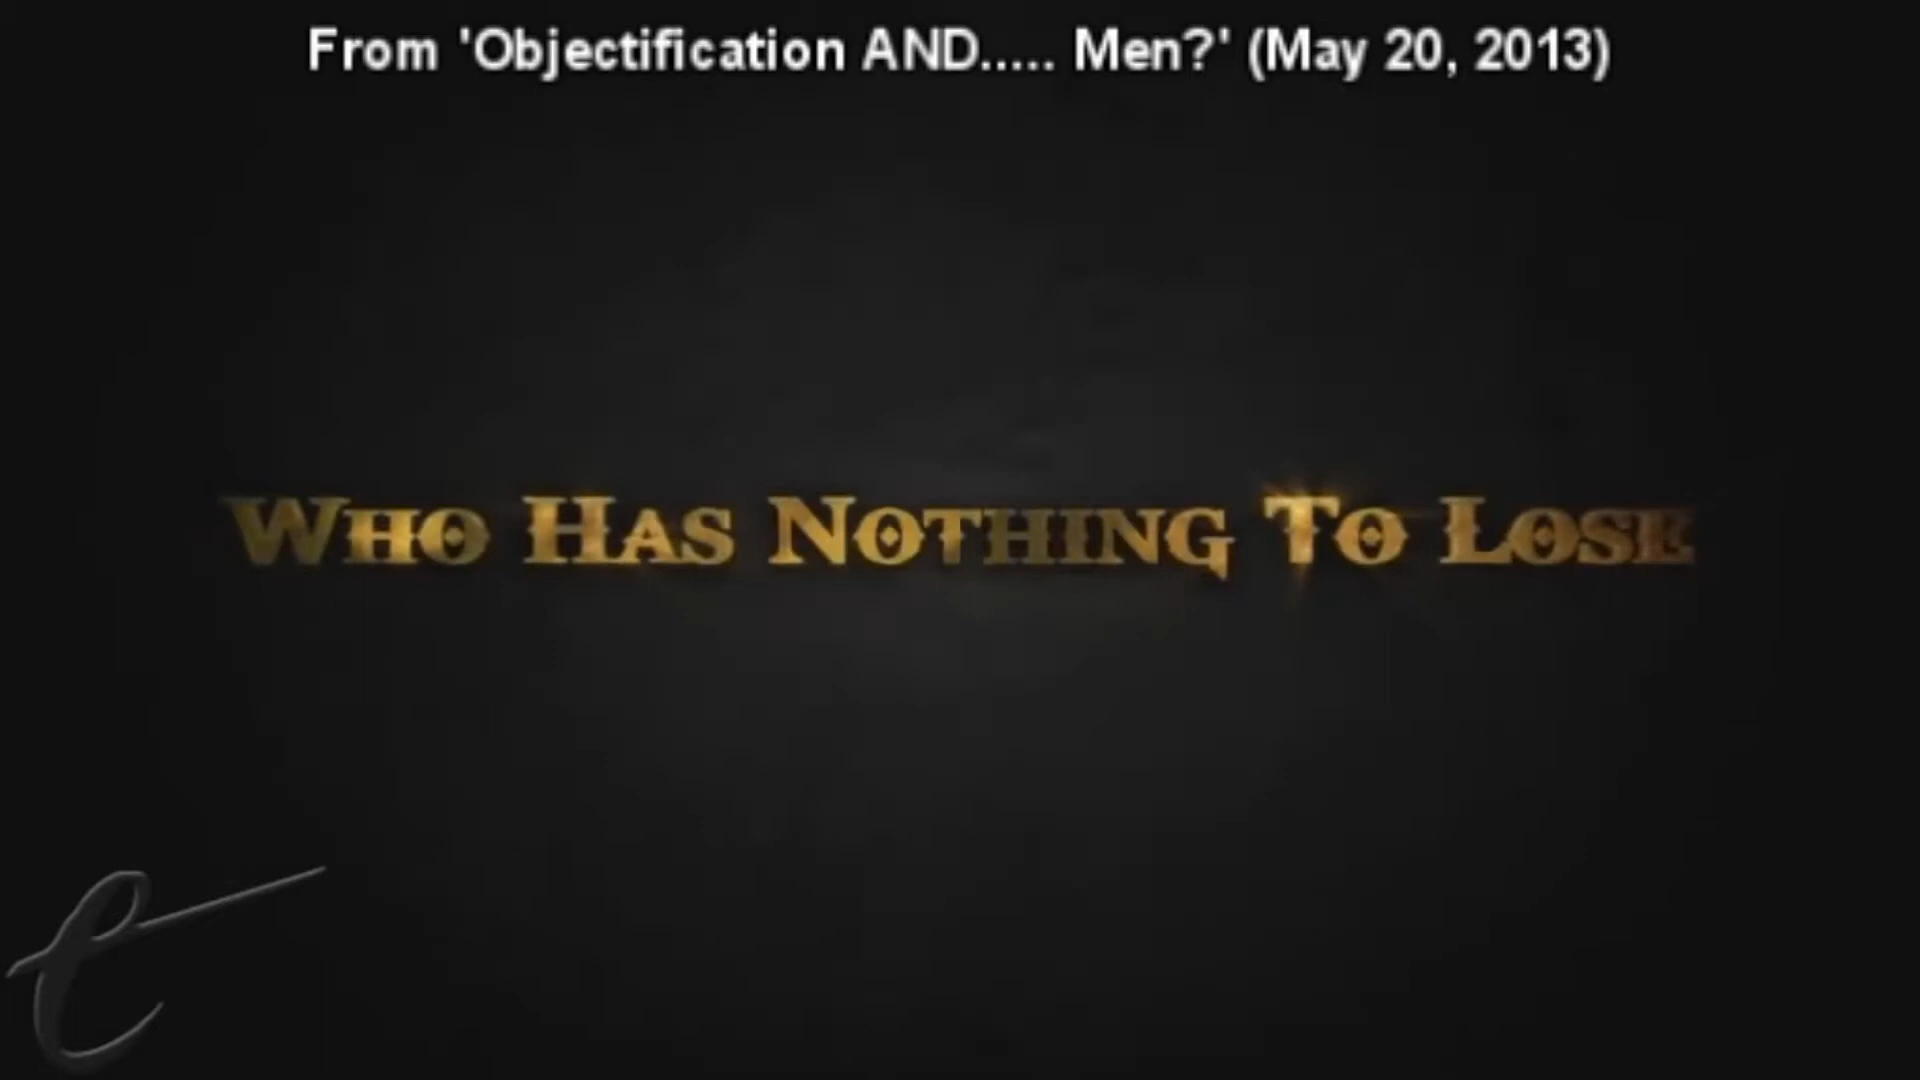 From 'Objectification AND..... Men?' (May 20, 2013)
Who Has Nothing To Lose
e